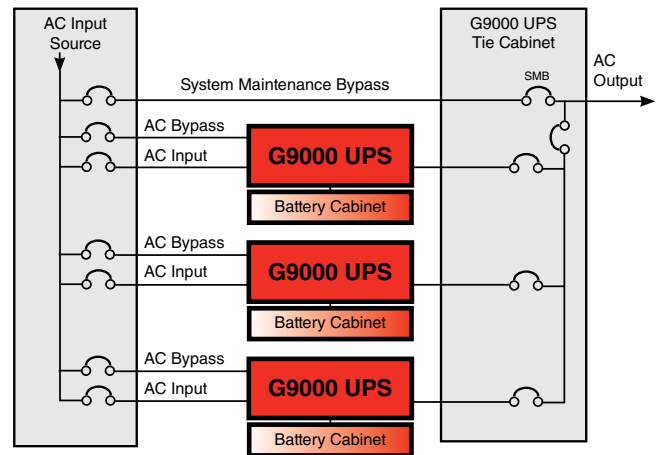 AC Input
Source
G9000 UPS
Tie Cabinet
AC
Output
System Maintenance Bypass
SMB
AC Bypass
AC Input
G9000 UPS
Battery Cabinet
AC Bypass
AC Input
G9000 UPS
Battery Cabinet
AC Bypass
AC Input
G9000 UPS
Battery Cabinet